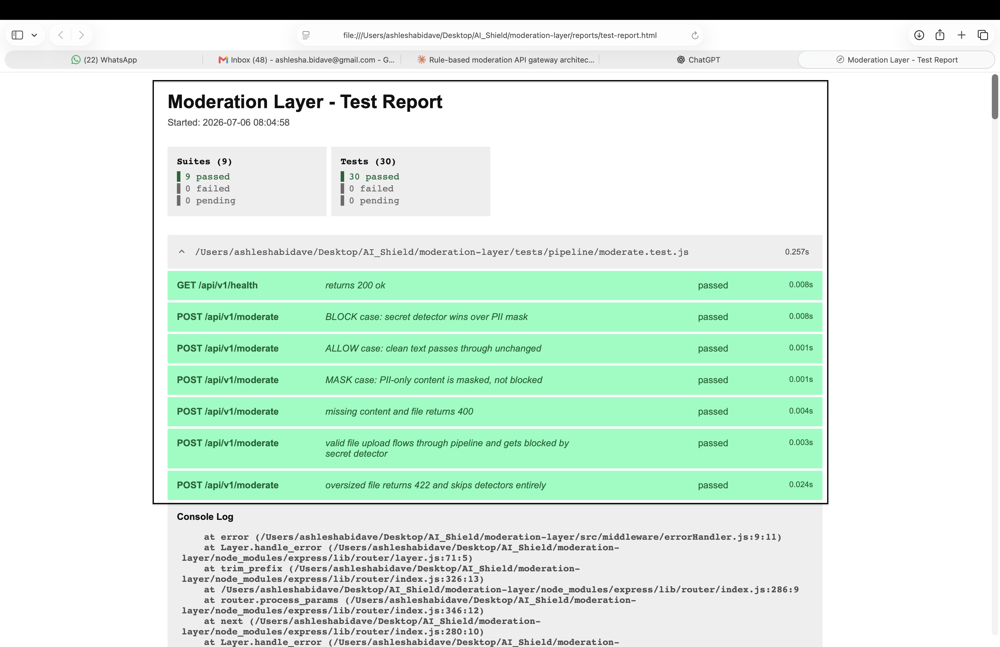 file:///Users/ashleshabidave/Desktop/AI_Shield/moderation-layer/reports/test-report.html
(22) WhatsApp
Inbox (48) - ashlesha.bidave@gmail.com - G...
Rule-based moderation API gateway architec...
ChatGPT
Moderation Layer - Test Report
Moderation Layer - Test Report
Started: 2026-07-06 08:04:58
Suites (9)
9 passed
0 failed
0 pending
Tests (30)
30 passed
0 failed
0 pending
/Users/ashleshabidave/Desktop/AI_Shield/moderation-layer/tests/pipeline/moderate.test.js 0.257s
GET /api/v1/health returns 200 ok passed 0.008s
POST /api/v1/moderate BLOCK case: secret detector wins over PII mask passed 0.008s
POST /api/v1/moderate ALLOW case: clean text passes through unchanged passed 0.001s
POST /api/v1/moderate MASK case: PII-only content is masked, not blocked passed 0.001s
POST /api/v1/moderate missing content and file returns 400 passed 0.004s
POST /api/v1/moderate valid file upload flows through pipeline and gets blocked by passed 0.003s
secret detector
POST /api/v1/moderate oversized file returns 422 and skips detectors entirely passed 0.024s
Console Log
at error (/Users/ashleshabidave/Desktop/AI_Shield/moderation-layer/src/middleware/errorHandler.js:9:11)
at Layer.handle_error (/Users/ashleshabidave/Desktop/AI_Shield/moderation-
layer/node_modules/express/lib/router/layer.js:71:5)
at trim_prefix (/Users/ashleshabidave/Desktop/AI_Shield/moderation-
layer/node_modules/express/lib/router/index.js:326:13)
at /Users/ashleshabidave/Desktop/AI_Shield/moderation-layer/node_modules/express/lib/router/index.js:286:9
at router.process_params (/Users/ashleshabidave/Desktop/AI_Shield/moderation-
layer/node_modules/express/lib/router/index.js:346:12)
at next (/Users/ashleshabidave/Desktop/AI_Shield/moderation-
layer/node_modules/express/lib/router/index.js:280:10)
at Layer.handle_error (/Users/ashleshabidave/Desktop/AI_Shield/moderation-